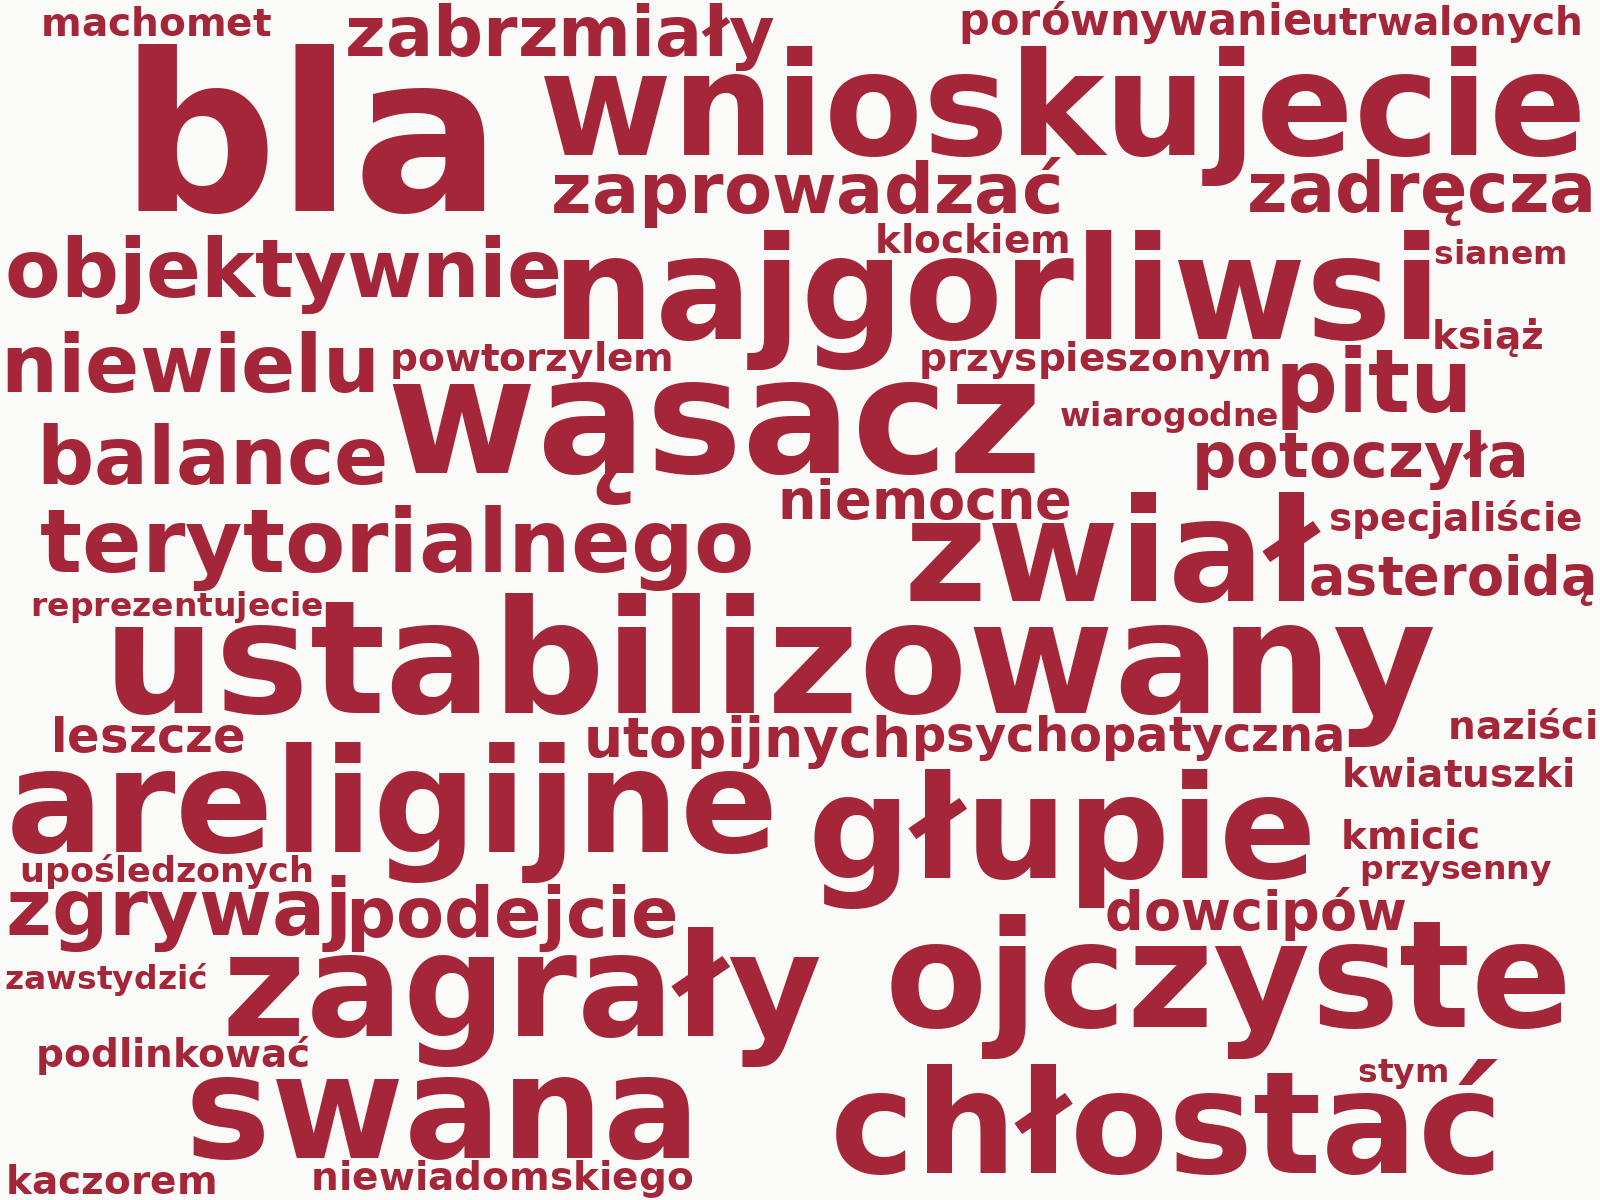 machomet zabrzmiały porównywanie utrwalonych
bla wnioskujecie
zaprowadzać zadręcza
objektywnie najgorliwsi klockiem sianem
niewielu powtorzylem przyspieszonym książ
wąsacz wiarogodne pitu
balance potoczyła
terytorialnego niemocne zwiał specjaliście
asteroidą
reprezentujecie
ustabilizowany
leszcze utopijnych psychopatyczna naziści
areligijne głupie kwiatuszki
kmicic
upośledzonych przysenny
zgrywaj podejcie dowcipów
zawstydzić zagrały ojczyste
podlinkować stym
swana chłostać
kaczorem niewiadomskiego